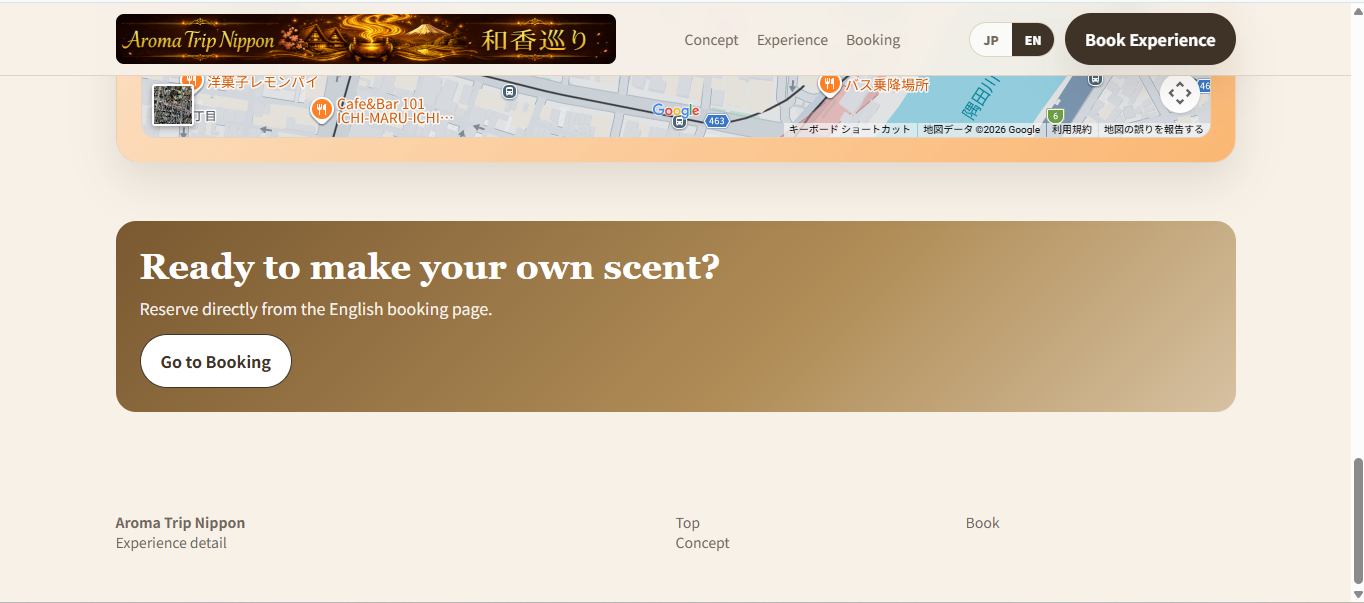 Aroma Trip Nippon 和香巡り
Concept Experience Booking
JP EN
Book Experience
洋菓子レモンパイ
丁目
Cafe&Bar 101
ICHI-MARU-ICHI…
Google
463
バス乗降場所
隅田川
6
46
キーボード ショートカット 地図データ ©2026 Google 利用規約 地図の誤りを報告する
Ready to make your own scent?
Reserve directly from the English booking page.
Go to Booking
Aroma Trip Nippon
Experience detail
Top
Concept
Book